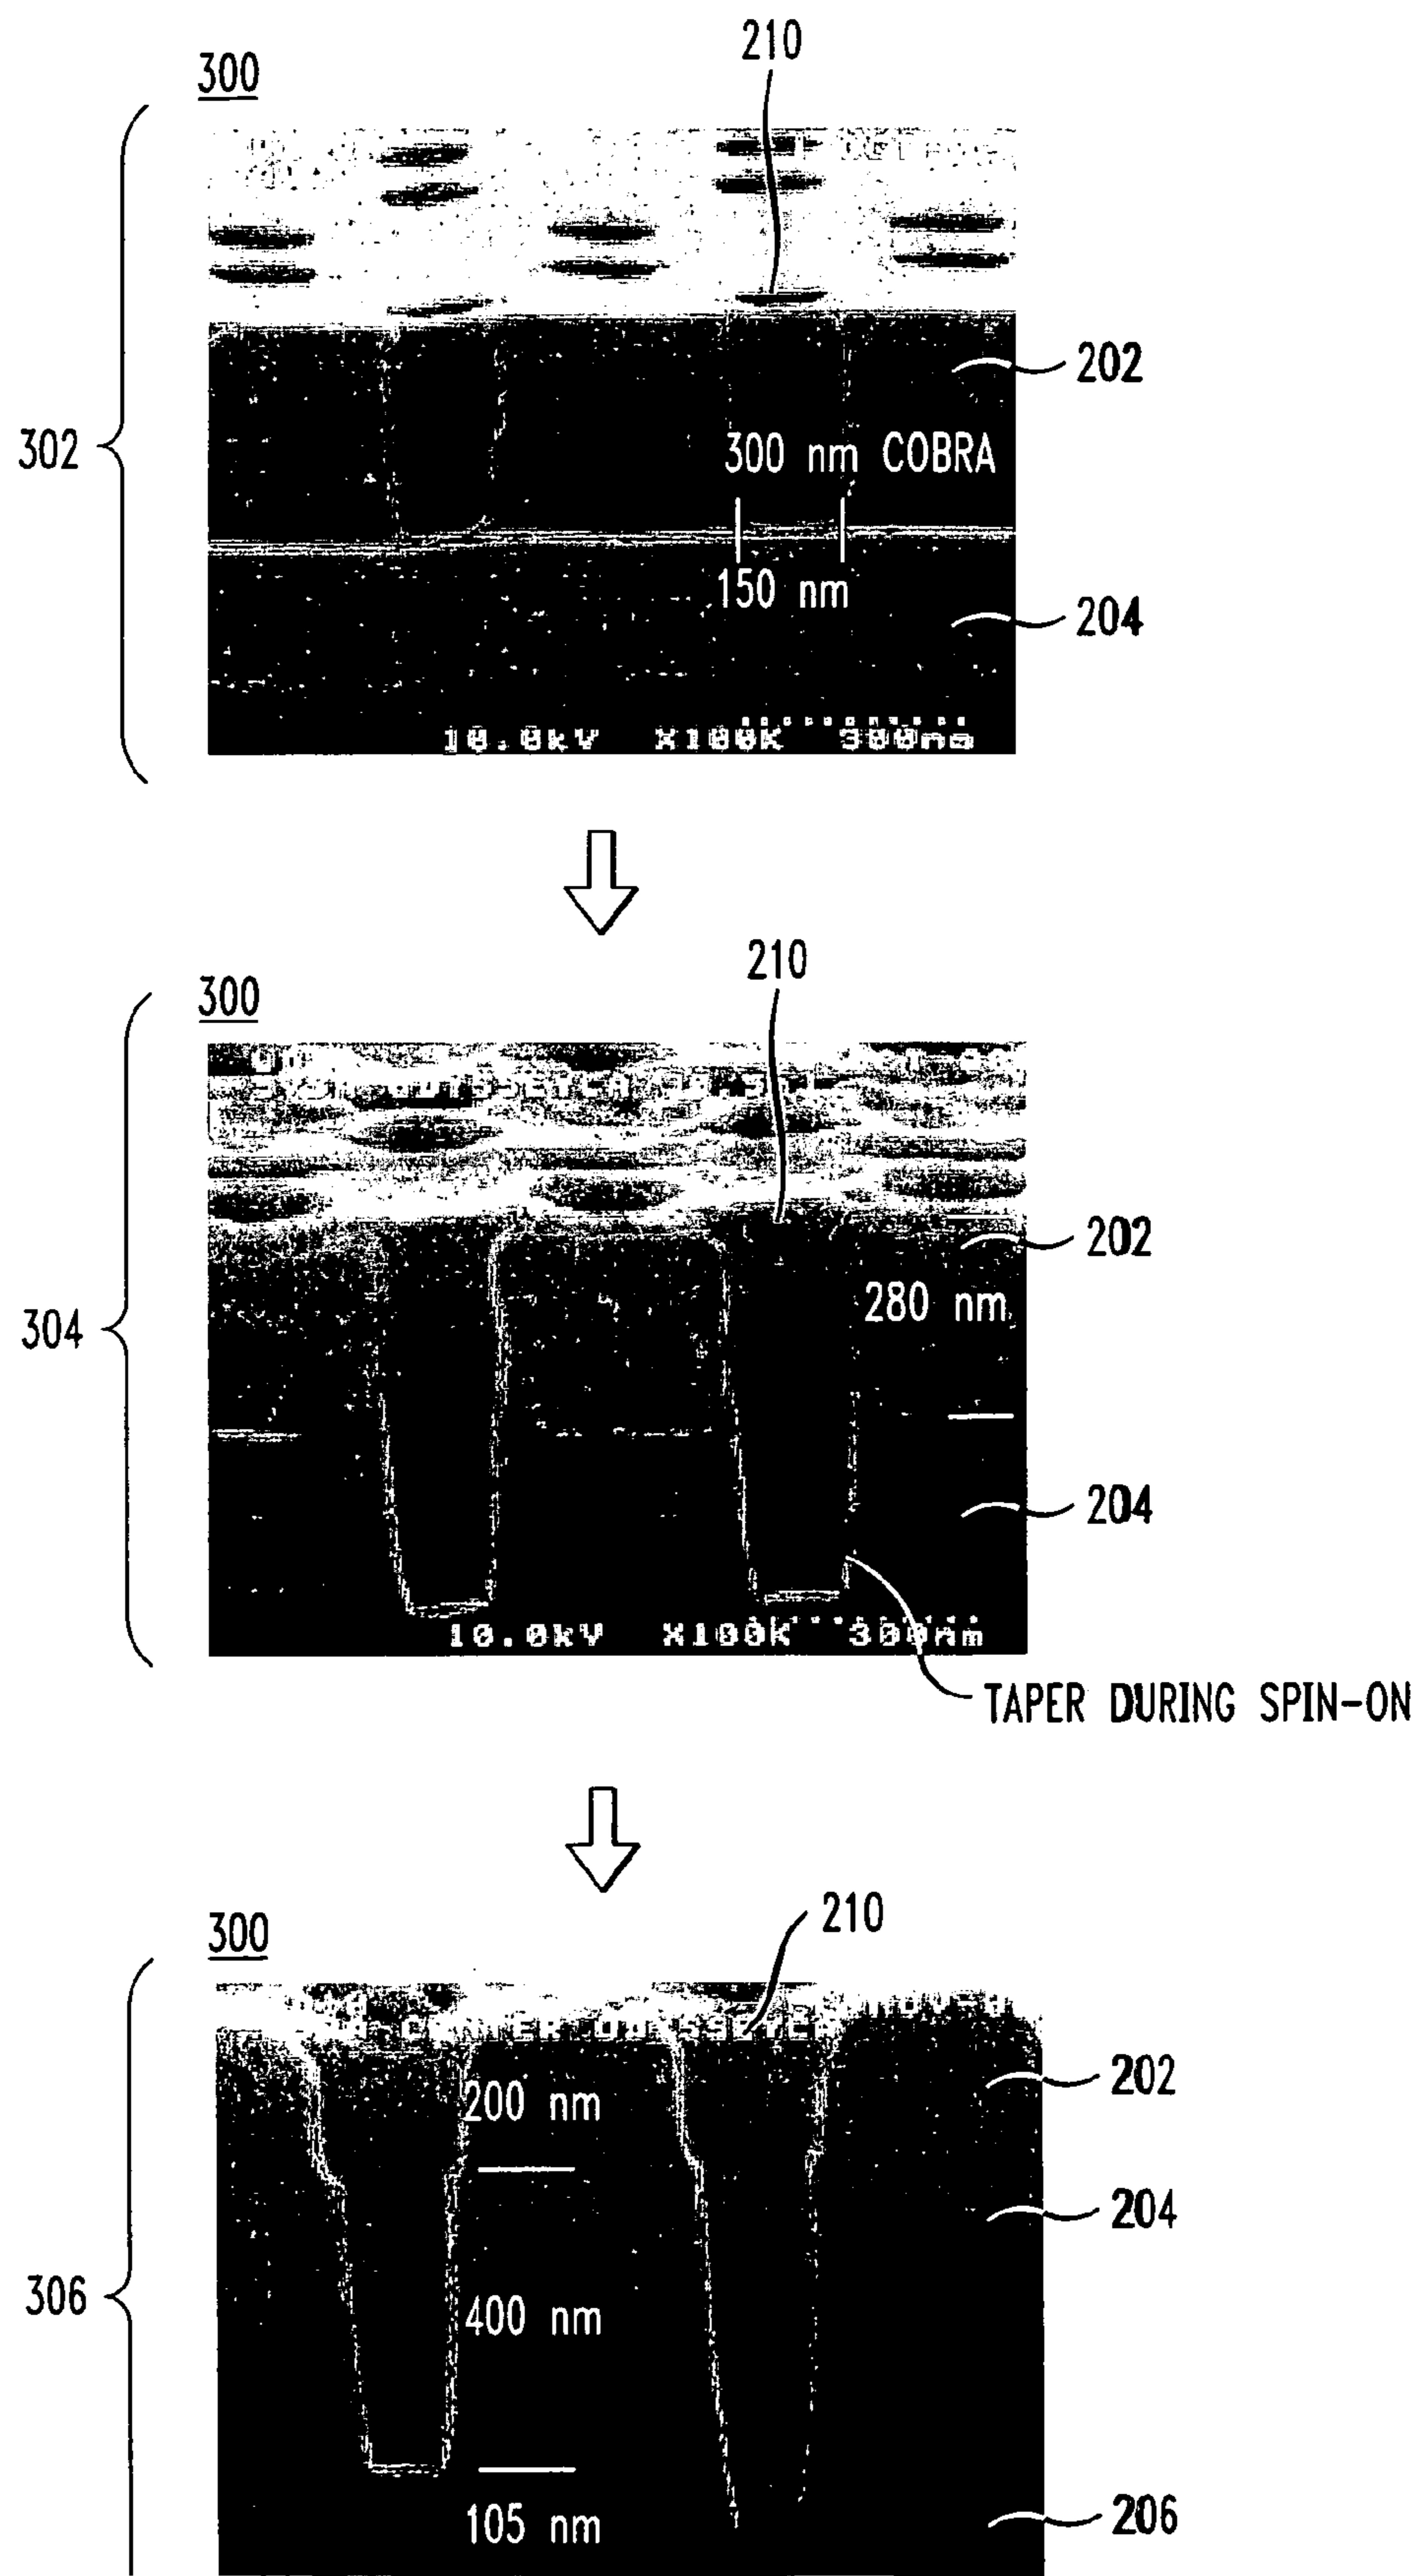 210
300
302
202
300 nm COBRA
150 nm
204
10.0kV X100K 300nm
210
300
304
202
280 nm
204
10.0kV X100K 300nm
TAPER DURING SPIN-ON
210
300
306
202
200 nm
204
400 nm
105 nm
206